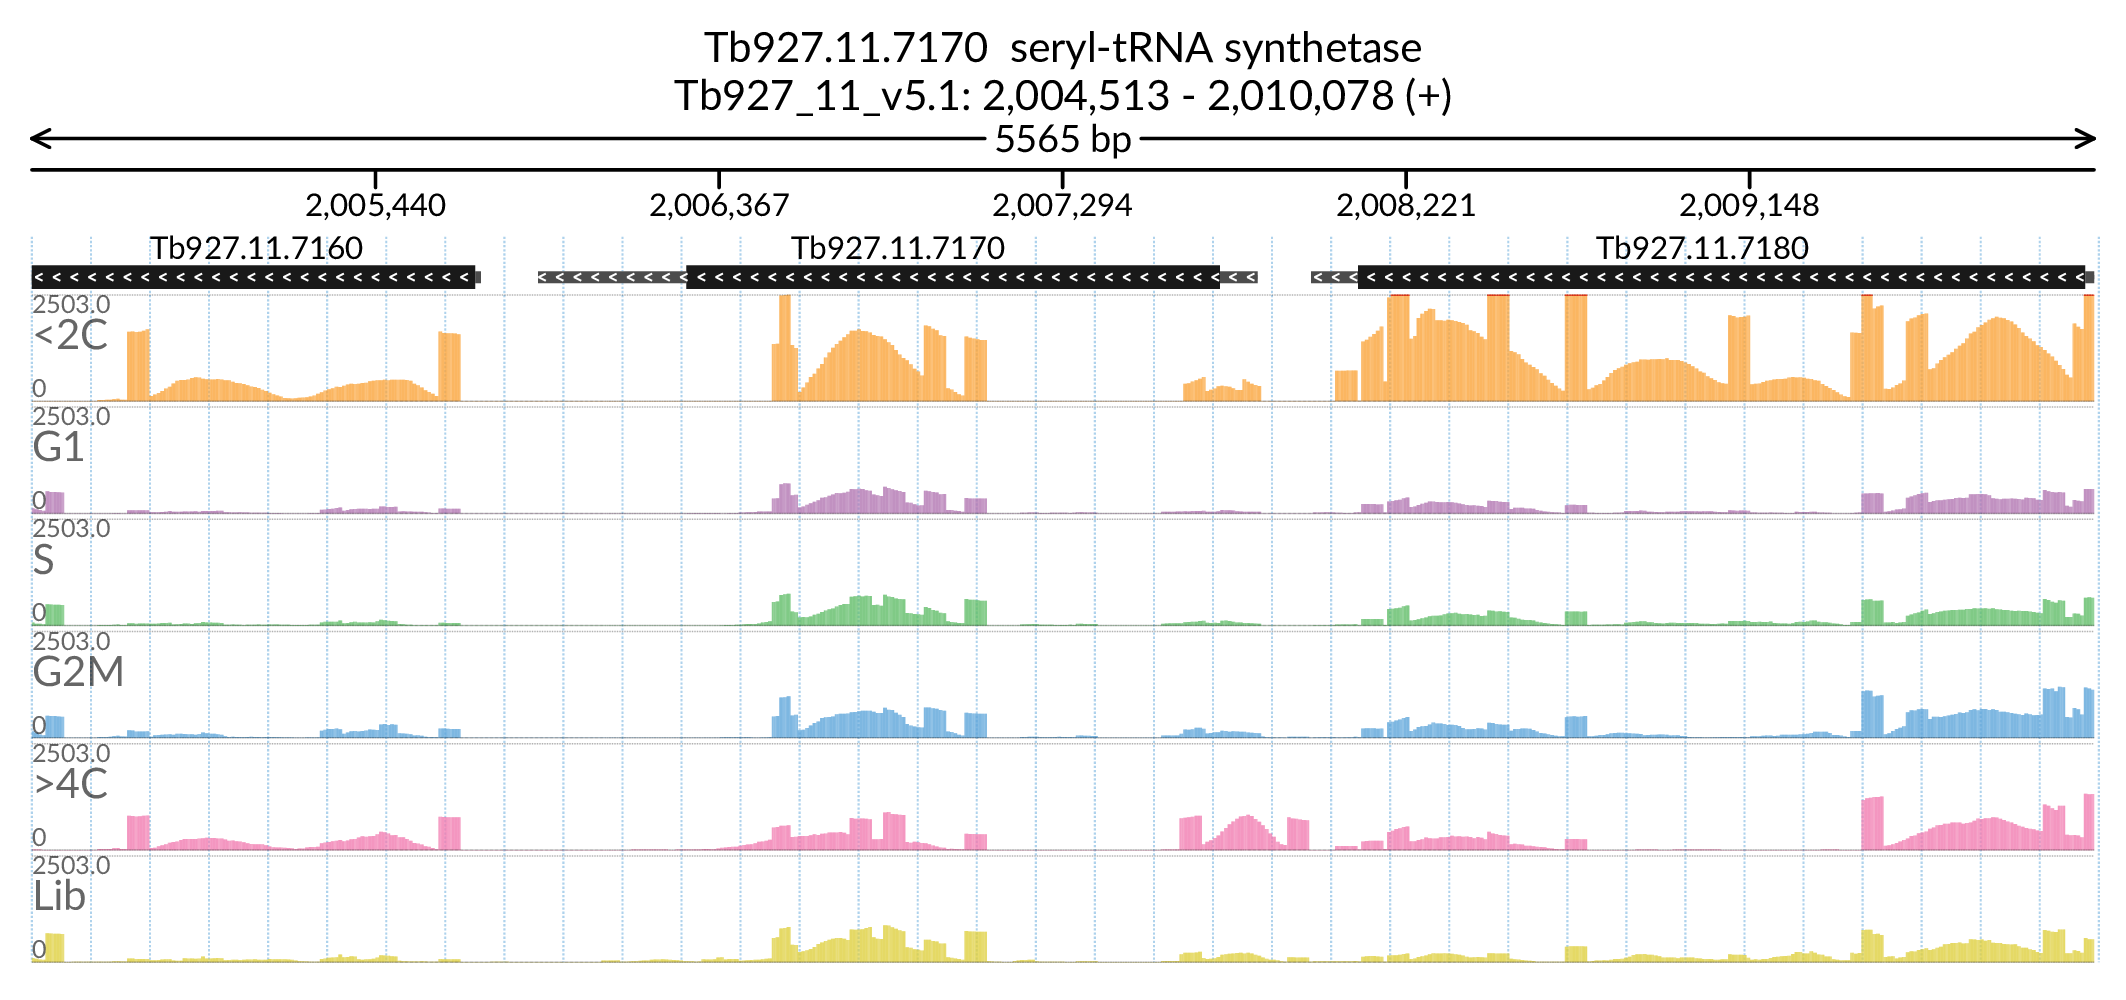 Tb927.11.7170 seryl-tRNA synthetase
Tb927_11_v5.1: 2,004,513 - 2,010,078 (+)
5565 bp
2,005,440 2,006,367 2,007,294 2,008,221 2,009,148
Tb927.11.7160 Tb927.11.7170 Tb927.11.7180
2503.0
<2C
0
2503.0
G1
0
2503.0
S
0
2503.0
G2M
0
2503.0
>4C
0
2503.0
Lib
0